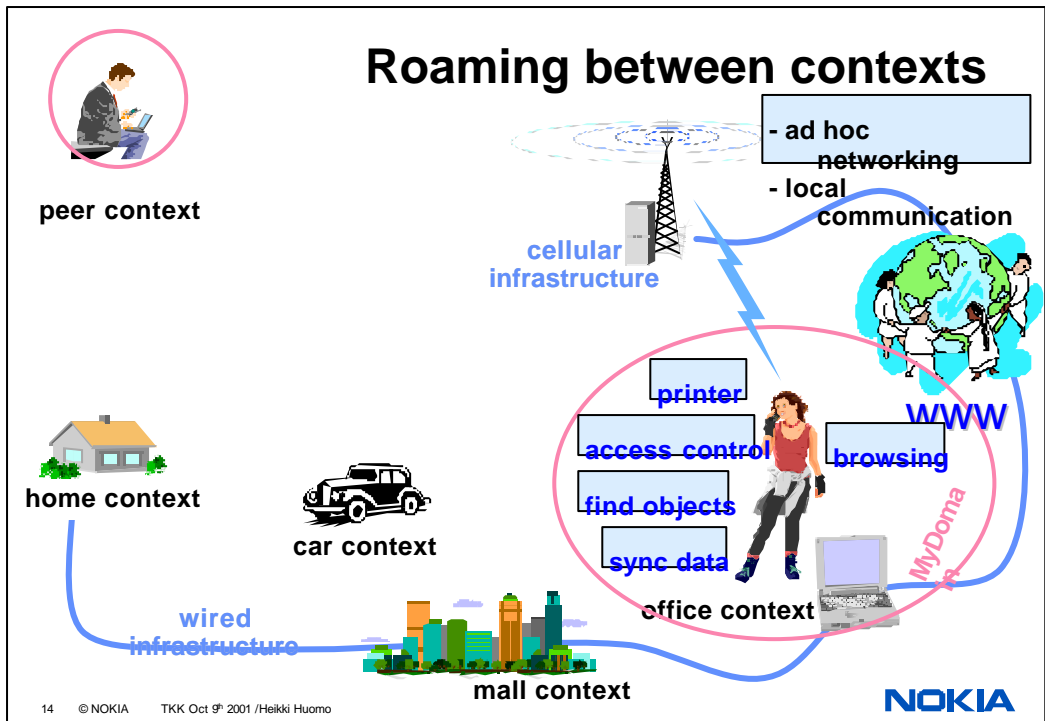 Roaming between contexts
- ad hoc
networking
- local
communication
peer context
cellular
infrastructure
printer
WWW
access control
browsing
find objects
home context
car context
sync data
MyDoma
in
office context
wired
infrastructure
mall context
14 © NOKIA TKK Oct 9th 2001 /Heikki Huomo
NOKIA